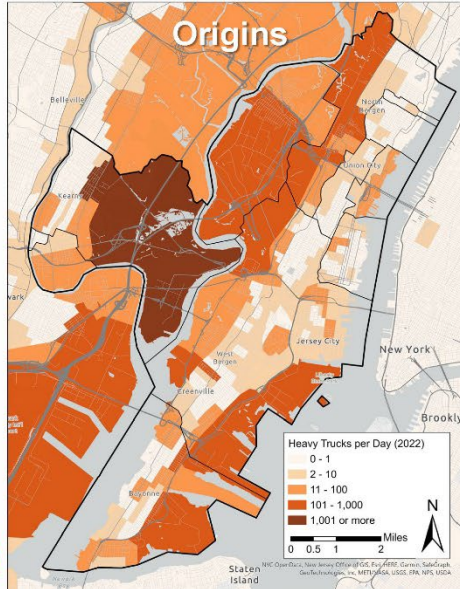 Origins
Belleville
North
Bergen
Union City
Kearny
wark
Jersey City
New York
West
Bergen
Brookly
Greenville
Bayonne
Heavy Trucks per Day (2022)
0 - 1
2 - 10
11 - 100
101 - 1,000
1,001 or more
N
Miles
0 0.5 1 2
Staten
Island
NYC OpenData, New Jersey Office of GIS, Esri, HERE, Garmin, SafeGraph,
GeoTechnologies, Inc, METI/NASA, USGS, EPA, NPS, USDA